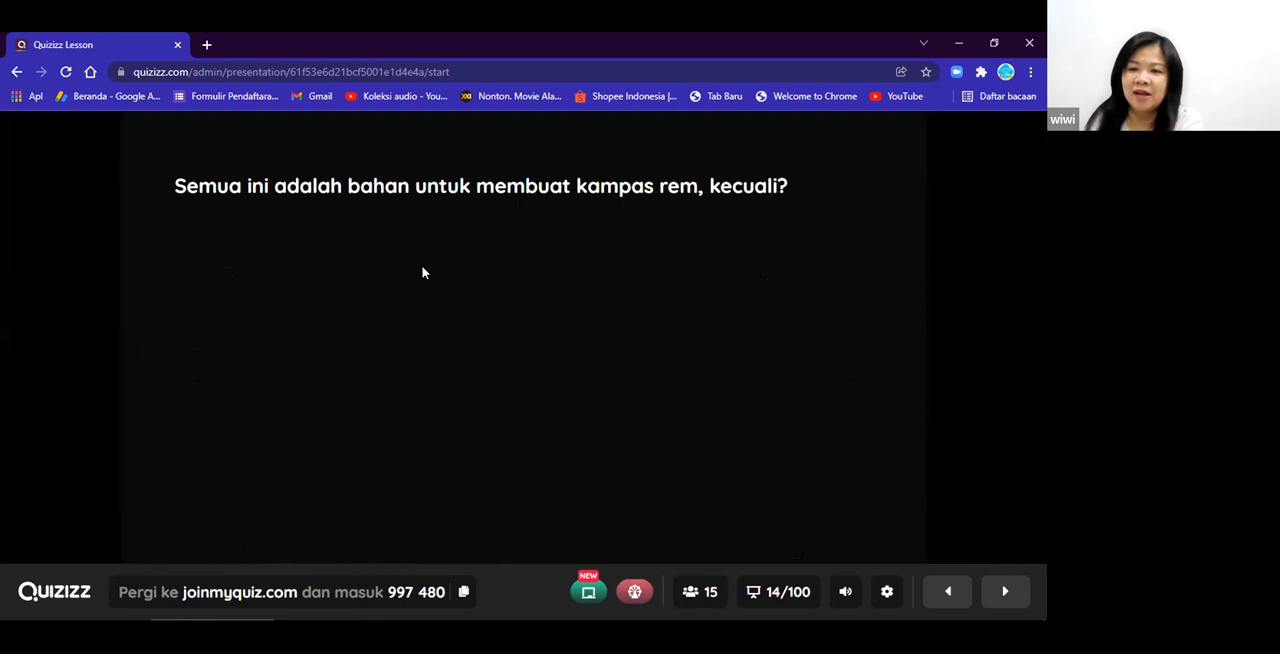 Quizizz Lesson
quizizz.com/admin/presentation/61f53e6d21bcf5001e1d4e4a/start
Apl Beranda - Google A... Formulir Pendaftara... Gmail Koleksi audio - You... Nonton. Movie Ala... Shopee Indonesia |... Tab Baru Welcome to Chrome YouTube Daftar bacaan
wiwi
Semua ini adalah bahan untuk membuat kampas rem, kecuali?
NEW
QUIZIZZ Pergi ke joinmyquiz.com dan masuk 997 480 15 14/100